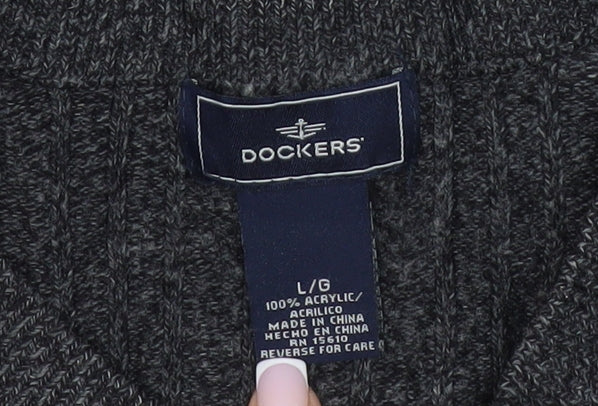 DOCKERS
L/G
100% ACRYLIC/
ACRILICO
MADE IN CHINA
HECHO EN CHINA
RN 15610
REVERSE FOR CARE